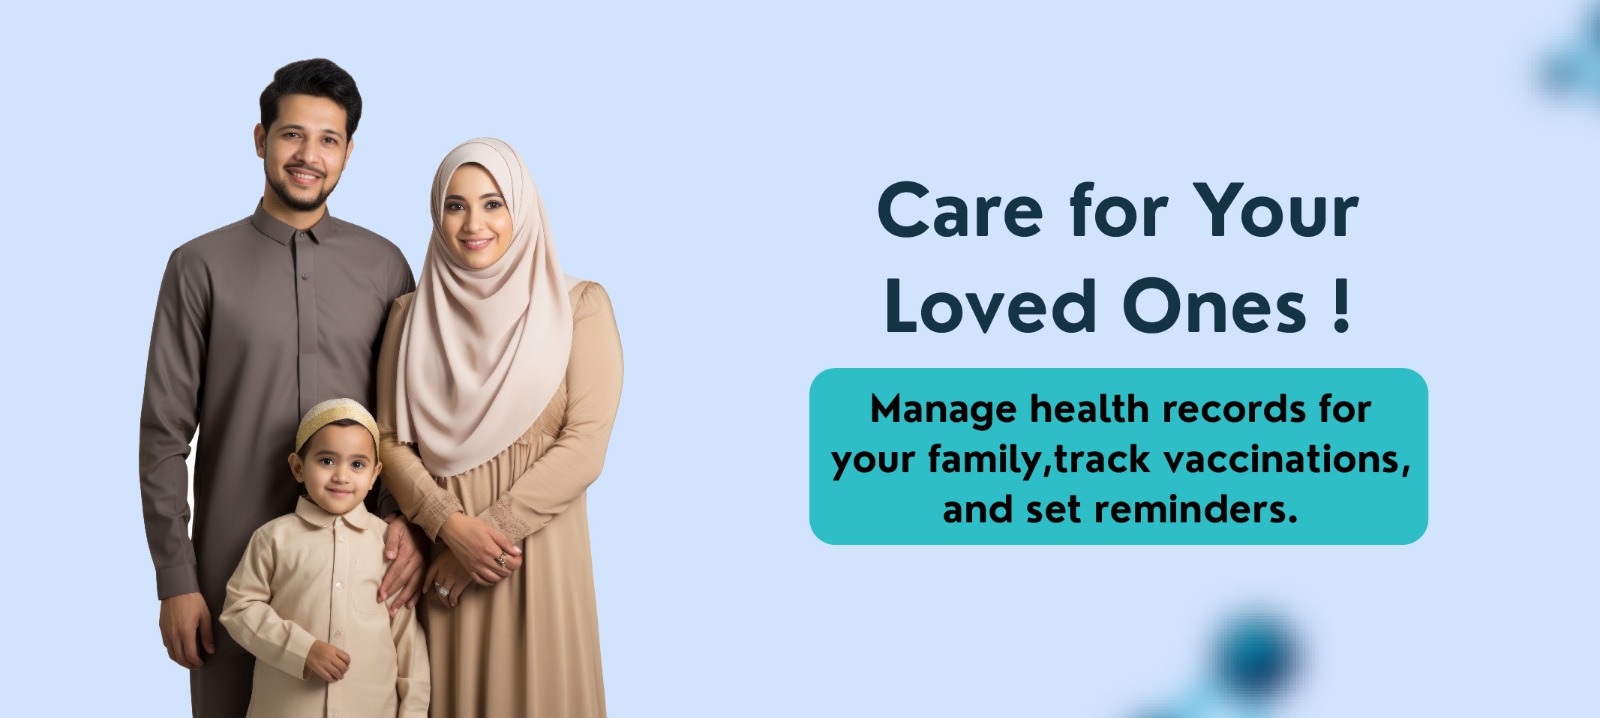 Care for Your
Loved Ones !
Manage health records for
your family,track vaccinations,
and set reminders.